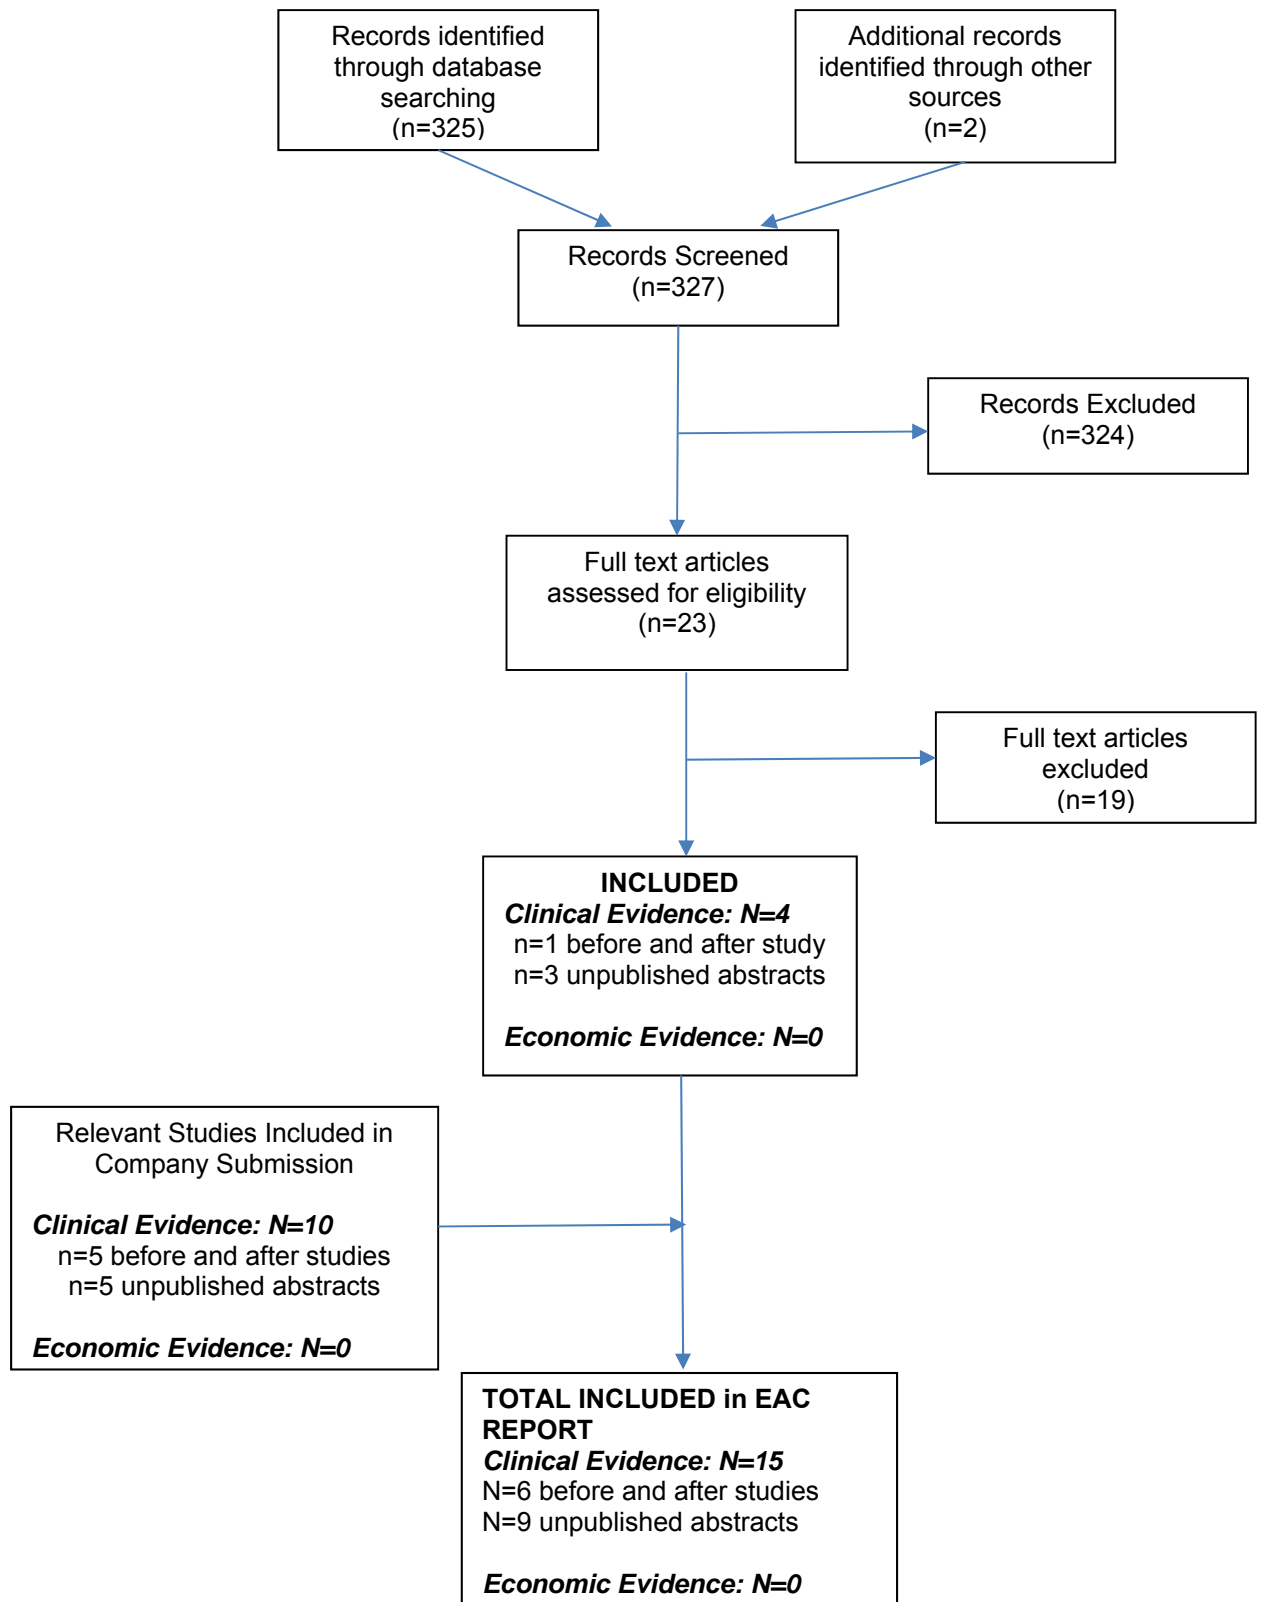 Records identified
through database
searching
(n=325)
Additional records
identified through other
sources
(n=2)
Records Screened
(n=327)
Records Excluded
(n=324)
Full text articles
assessed for eligibility
(n=23)
Full text articles
excluded
(n=19)
INCLUDED
Clinical Evidence: N=4
n=1 before and after study
n=3 unpublished abstracts
Economic Evidence: N=0
Relevant Studies Included in
Company Submission
Clinical Evidence: N=10
n=5 before and after studies
n=5 unpublished abstracts
Economic Evidence: N=0
TOTAL INCLUDED in EAC
REPORT
Clinical Evidence: N=15
N=6 before and after studies
N=9 unpublished abstracts
Economic Evidence: N=0